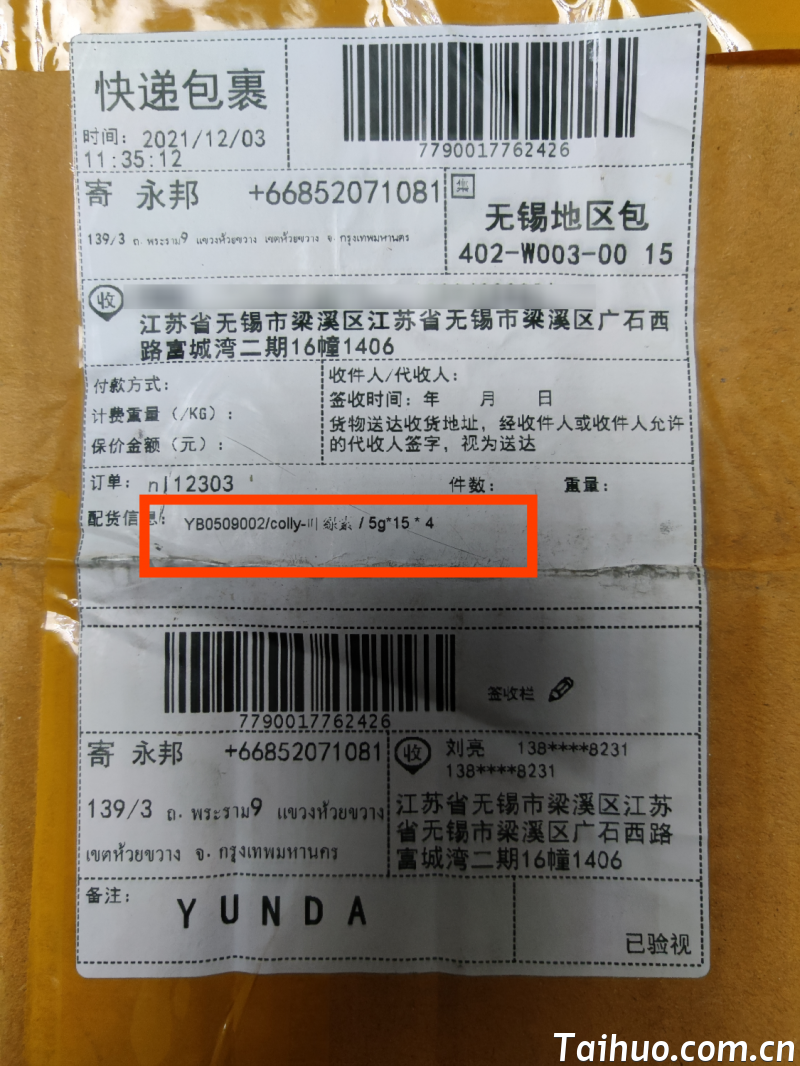 快递包裹
时间: 2021/12/03
11:35:12
7790017762426
寄 永邦 +66852071081
139/3 ถ. พระราม9 แขวงห้วยขวาง เขตห้วยขวาง จ. กรุงเทพมหานคร
集
无锡地区包
402-W003-00 15
收
江苏省无锡市梁溪区江苏省无锡市梁溪区广石西
路富城湾二期16幢1406
付款方式:
计费重量（/KG）:
保价金额（元）:
收件人/代收人:
签收时间: 年 月 日
货物送达收货地址，经收件人或收件人允许
的代收人签字，视为送达
订单: nj12303 件数: 重量:
配货信息: YB0509002/colly-叶绿素 / 5g*15 * 4
7790017762426
签收栏
寄 永邦 +66852071081
139/3 ถ. พระราม9 แขวงห้วยขวาง
เขตห้วยขวาง จ. กรุงเทพมหานคร
收 刘亮 138****8231
138****8231
江苏省无锡市梁溪区江苏
省无锡市梁溪区广石西路
富城湾二期16幢1406
备注:
YUNDA
已验视
Taihuo.com.cn